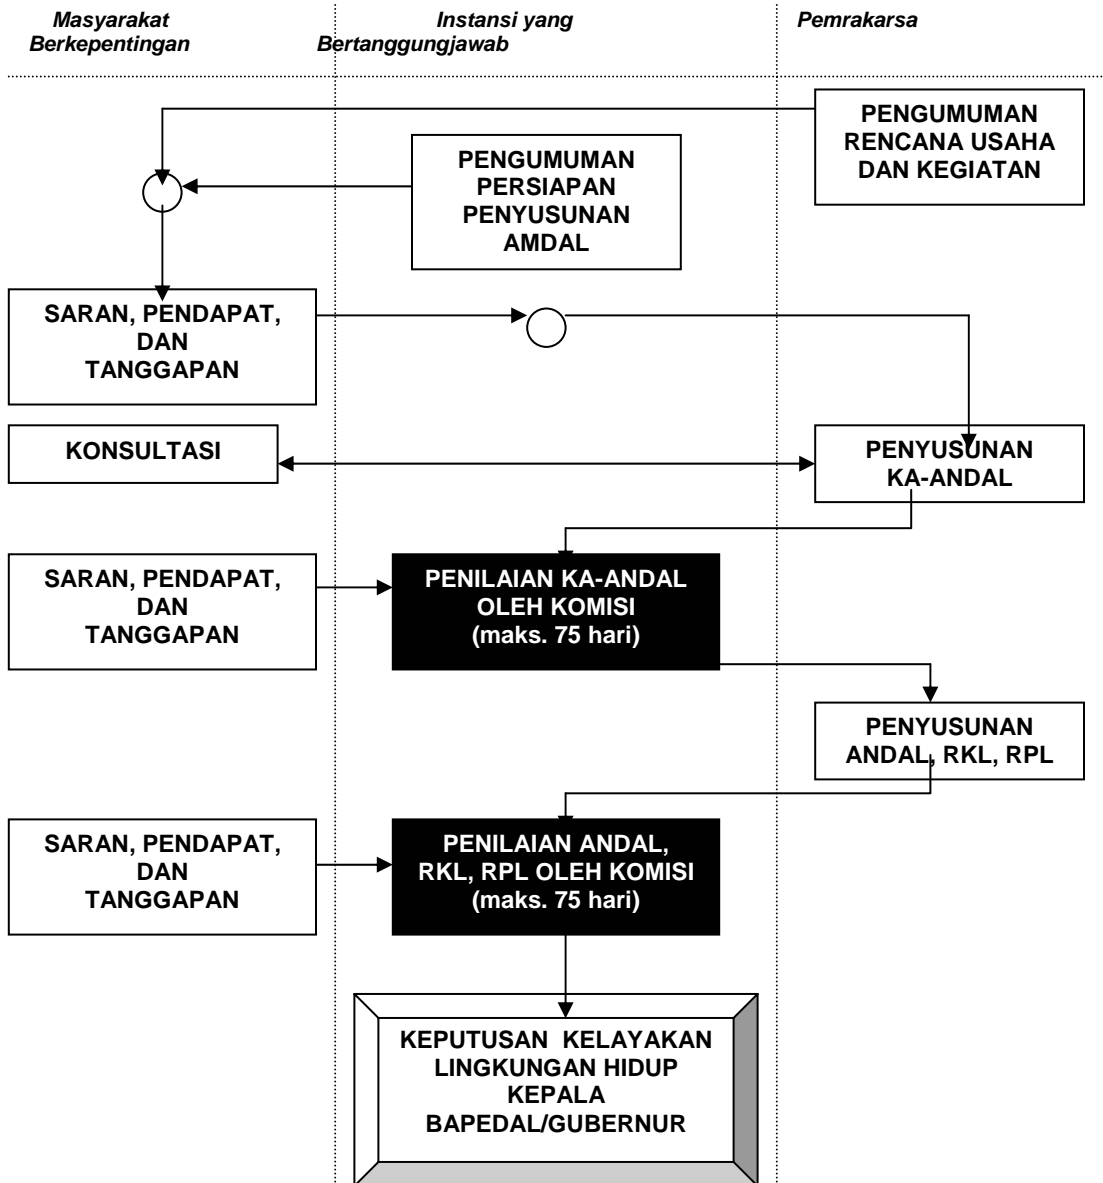 Masyarakat
Berkepentingan
Instansi yang
Bertanggungjawab
Pemrakarsa
PENGUMUMAN
RENCANA USAHA
DAN KEGIATAN
PENGUMUMAN
PERSIAPAN
PENYUSUNAN
AMDAL
SARAN, PENDAPAT,
DAN
TANGGAPAN
KONSULTASI
PENYUSUNAN
KA-ANDAL
SARAN, PENDAPAT,
DAN
TANGGAPAN
PENILAIAN KA-ANDAL
OLEH KOMISI
(maks. 75 hari)
PENYUSUNAN
ANDAL, RKL, RPL
SARAN, PENDAPAT,
DAN
TANGGAPAN
PENILAIAN ANDAL,
RKL, RPL OLEH KOMISI
(maks. 75 hari)
KEPUTUSAN KELAYAKAN
LINGKUNGAN HIDUP
KEPALA
BAPEDAL/GUBERNUR